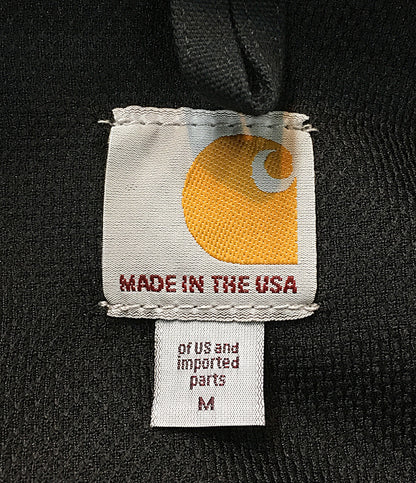 MADE IN THE USA
of US and
imported
parts
M